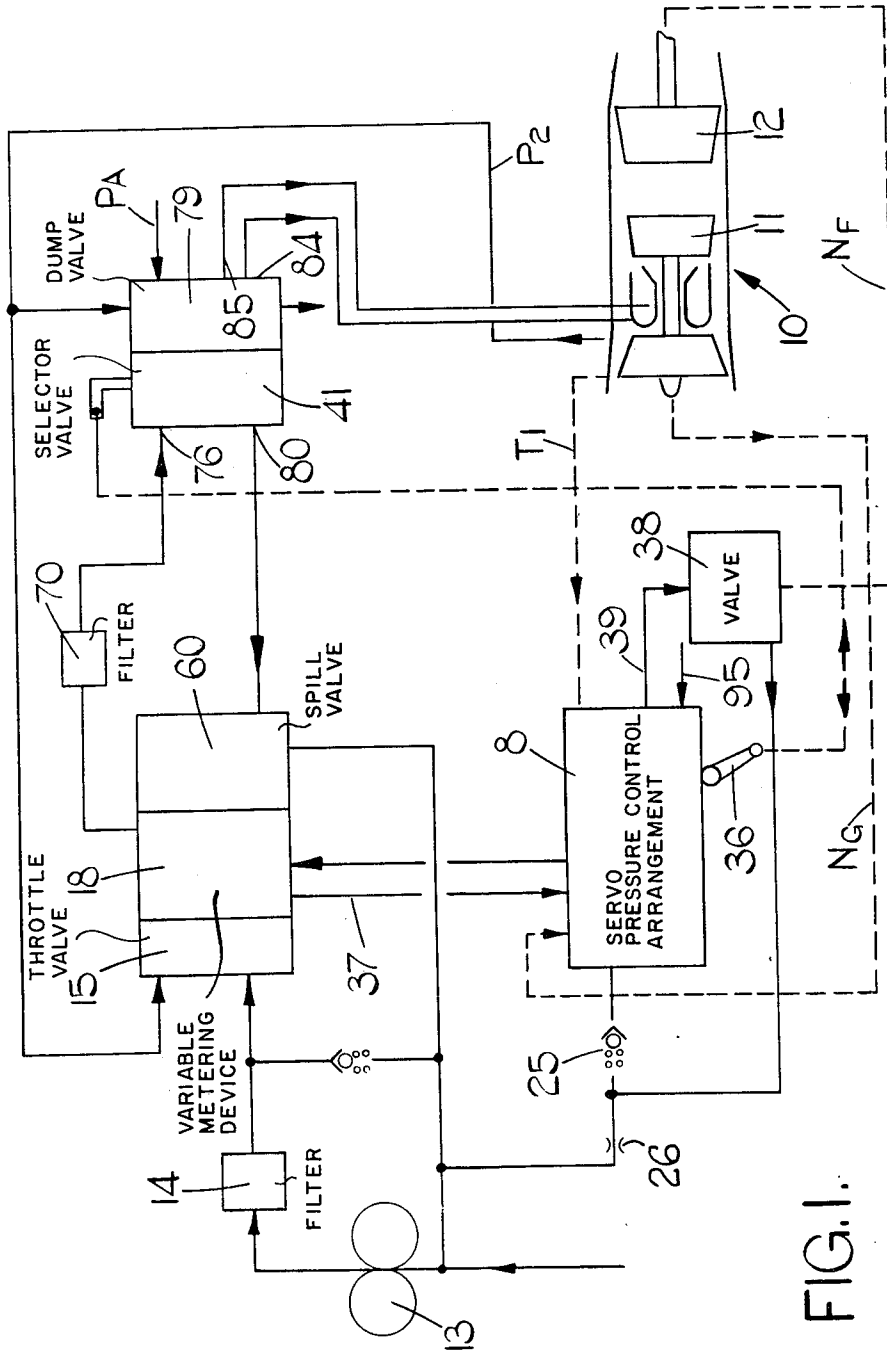 13
14
FILTER
VARIABLE
METERING
DEVICE
THROTTLE
VALVE
15
18
60
SPILL
VALVE
37
70
FILTER
76
80
SELECTOR
VALVE
41
DUMP
VALVE
PA
79
85
84
P2
T1
10
11
12
NF
NG
8
SERVO
PRESSURE CONTROL
ARRANGEMENT
39
38
VALVE
95
36
25
26
FIG.1.